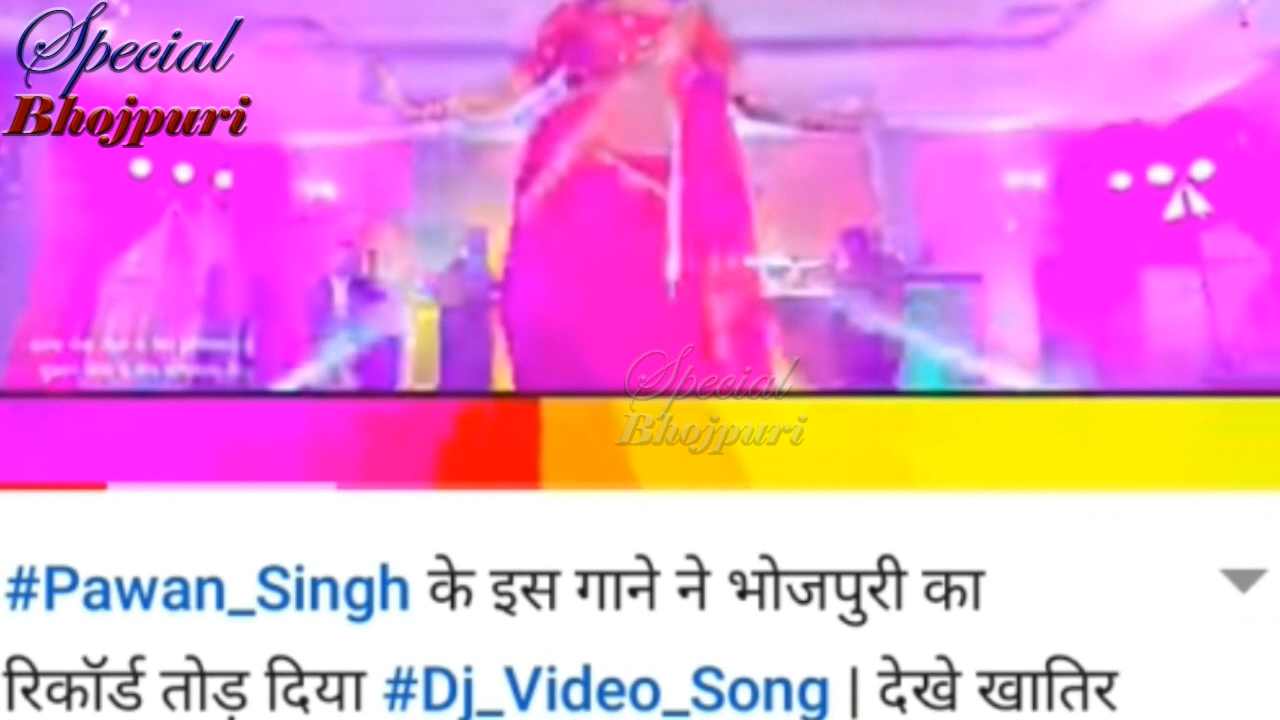 Special
Bhojpuri
Special
Bhojpuri
#Pawan_Singh के इस गाने ने भोजपुरी का
रिकॉर्ड तोड़ दिया #Dj_Video_Song | देखे खातिर